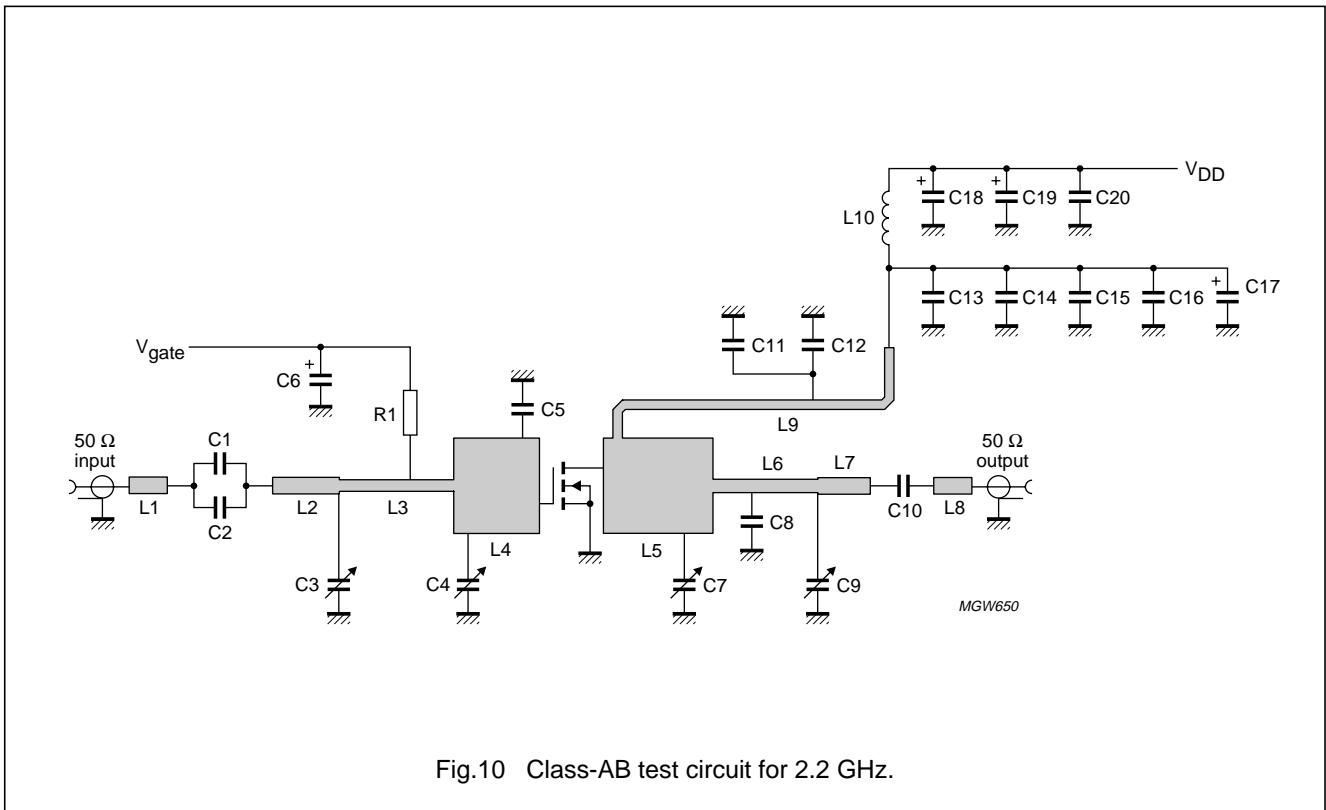 VDD
C18
C19
C20
L10
C13
C14
C15
C16
C17
C11
C12
Vgate
C6
R1
C5
L9
50 Ω
input
C1
L1
C2
L2
L3
L4
L5
L6
L7
C8
C10
L8
50 Ω
output
C3
C4
C7
C9
MGW650
Fig.10 Class-AB test circuit for 2.2 GHz.
+
+
+
+